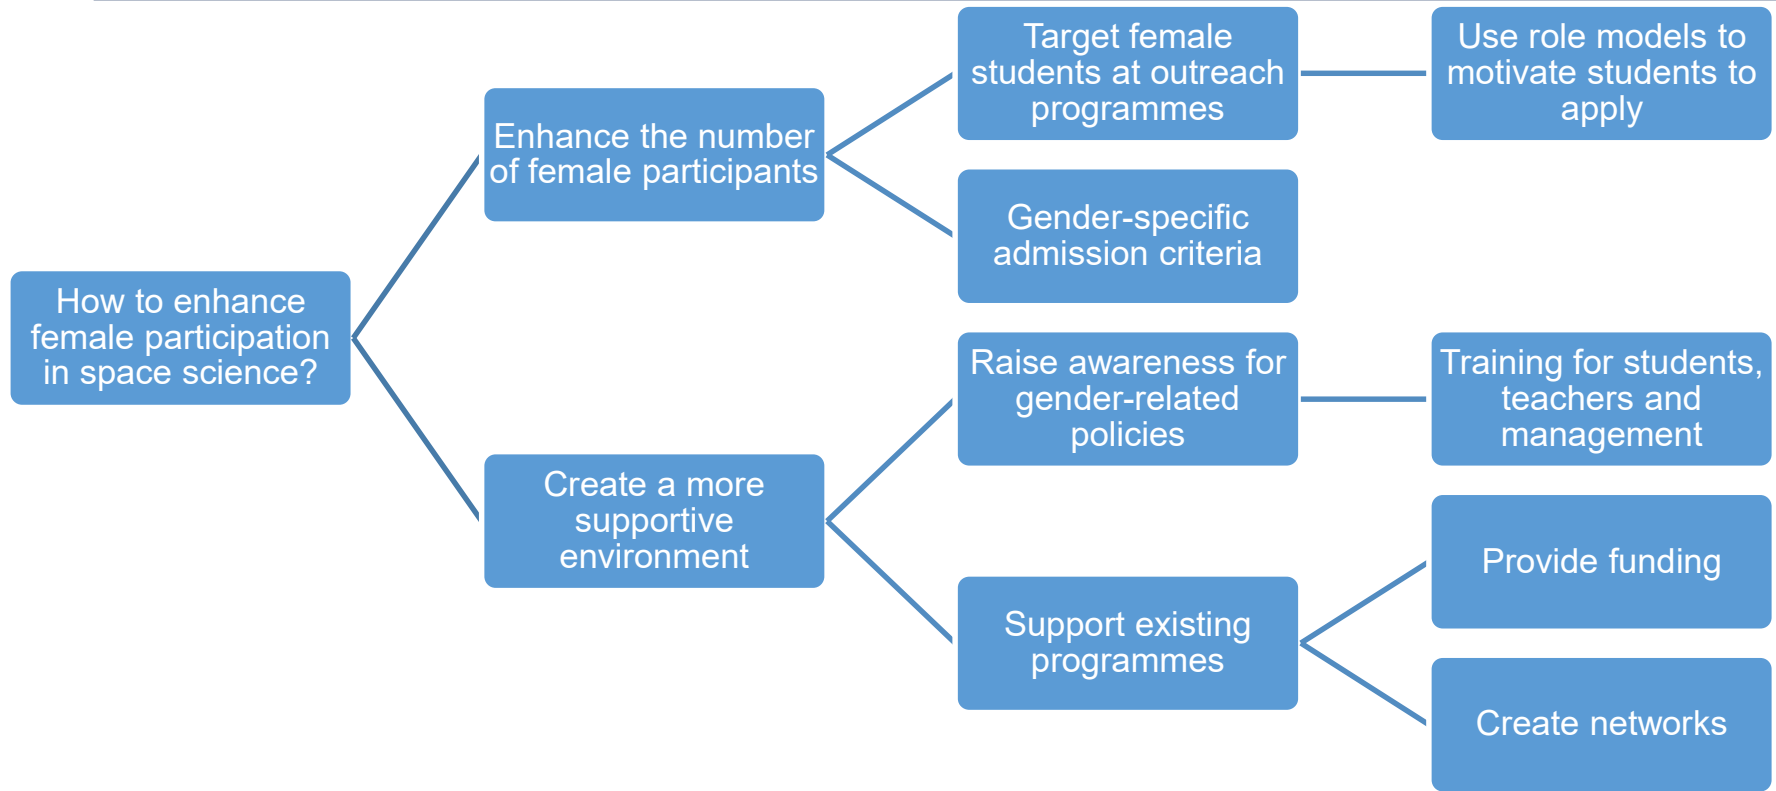 How to enhance
female participation
in space science?
Enhance the number
of female participants
Target female
students at outreach
programmes
Use role models to
motivate students to
apply
Gender-specific
admission criteria
Create a more
supportive
environment
Raise awareness for
gender-related
policies
Training for students,
teachers and
management
Support existing
programmes
Provide funding
Create networks